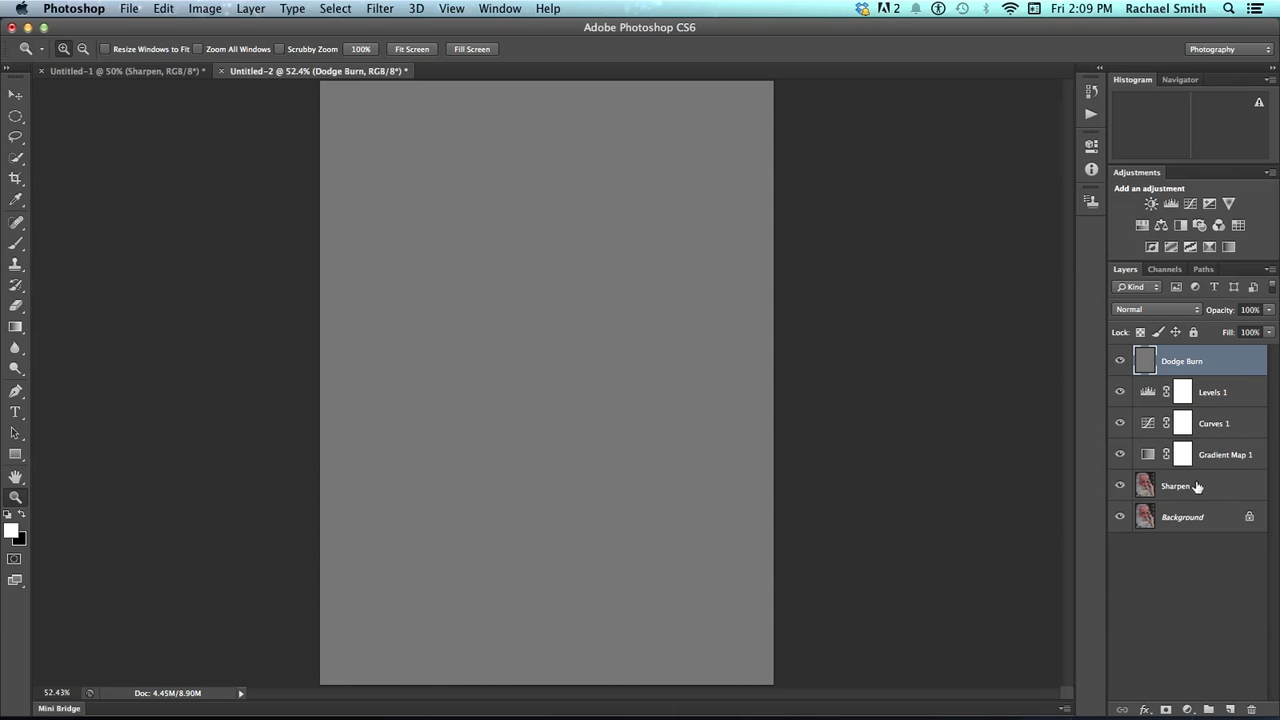 Photoshop File Edit Image Layer Type Select Filter 3D View Window Help 2 Fri 2:09 PM Rachael Smith
Adobe Photoshop CS6
Resize Windows to Fit Zoom All Windows Scrubby Zoom 100% Fit Screen Fill Screen Photography
Untitled-1 @ 50% (Sharpen, RGB/8*) * Untitled-2 @ 52.4% (Dodge Burn, RGB/8*) *
Histogram Navigator
Adjustments
Add an adjustment
Layers Channels Paths
Kind
Normal Opacity: 100%
Lock: Fill: 100%
Dodge Burn
Levels 1
Curves 1
Gradient Map 1
Sharpen
Background
52.43% Doc: 4.45M/8.90M
Mini Bridge